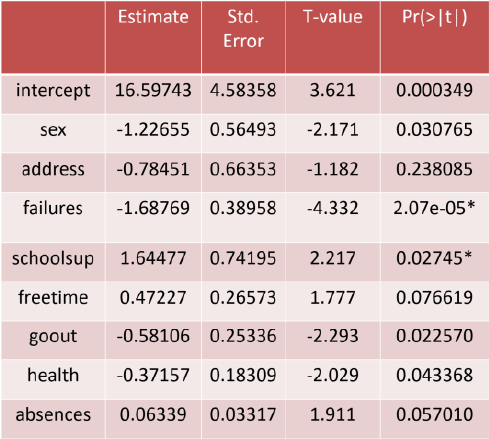 Estimate Std. Error T-value Pr(>|t|)
intercept 16.59743 4.58358 3.621 0.000349
sex -1.22655 0.56493 -2.171 0.030765
address -0.78451 0.66353 -1.182 0.238085
failures -1.68769 0.38958 -4.332 2.07e-05*
schoolsup 1.64477 0.74195 2.217 0.02745*
freetime 0.47227 0.26573 1.777 0.076619
goout -0.58106 0.25336 -2.293 0.022570
health -0.37157 0.18309 -2.029 0.043368
absences 0.06339 0.03317 1.911 0.057010